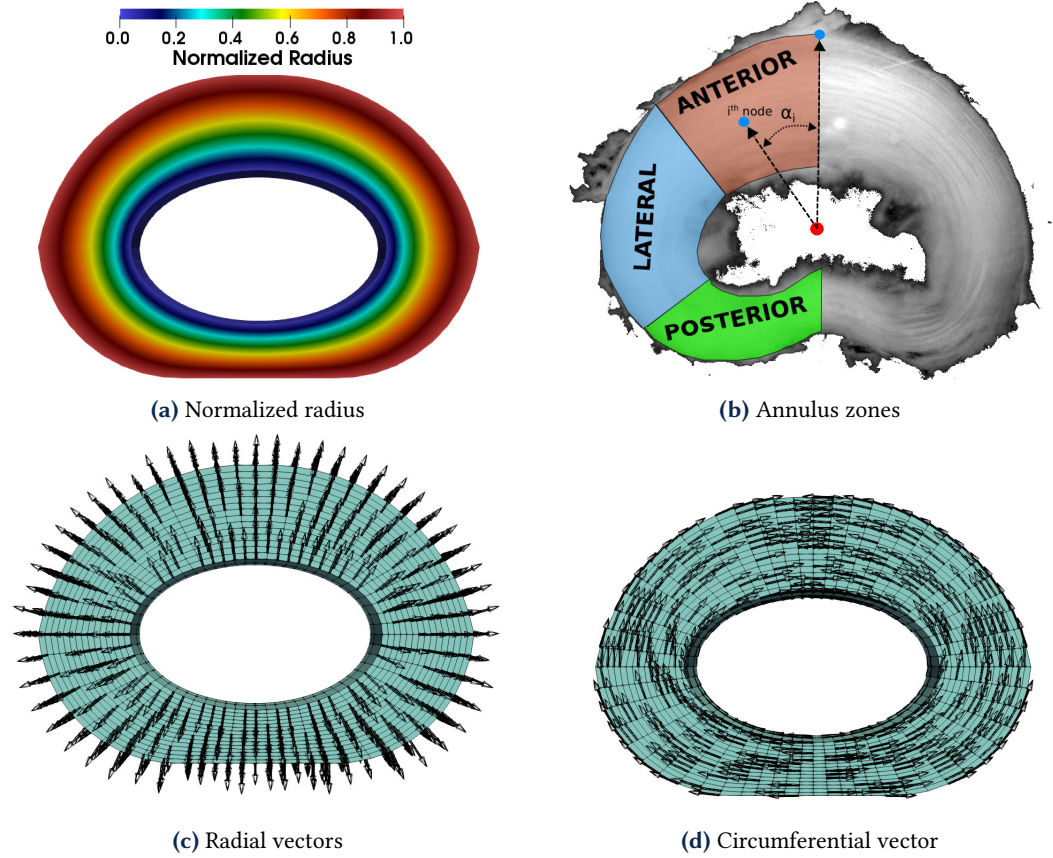 0.0 0.2 0.4 0.6 0.8 1.0
Normalized Radius
(a) Normalized radius
ANTERIOR
iᵗʰ node
αᵢ
LATERAL
POSTERIOR
(b) Annulus zones
(c) Radial vectors
(d) Circumferential vector